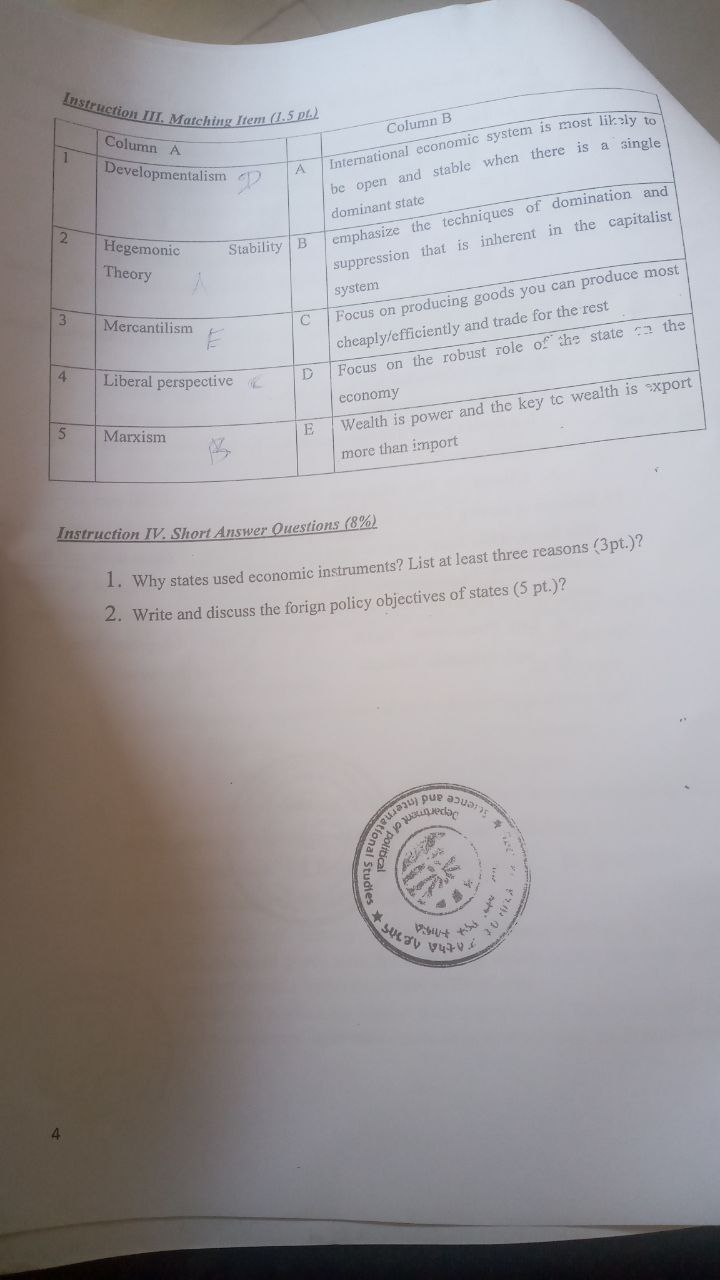 Instruction III. Matching Item (1.5 pt.)
Column A
Column B
1
Developmentalism D
A
International economic system is most likely to
be open and stable when there is a single
dominant state
2
Hegemonic Stability
Theory A
B
emphasize the techniques of domination and
suppression that is inherent in the capitalist
system
3
Mercantilism E
C
Focus on producing goods you can produce most
cheaply/efficiently and trade for the rest
4
Liberal perspective C
D
Focus on the robust role of the state on the
economy
5
Marxism B
E
Wealth is power and the key to wealth is export
more than import
Instruction IV. Short Answer Questions (8%)
1. Why states used economic instruments? List at least three reasons (3pt.)?
2. Write and discuss the forign policy objectives of states (5 pt.)?
Department of political
Science and International Studies
4